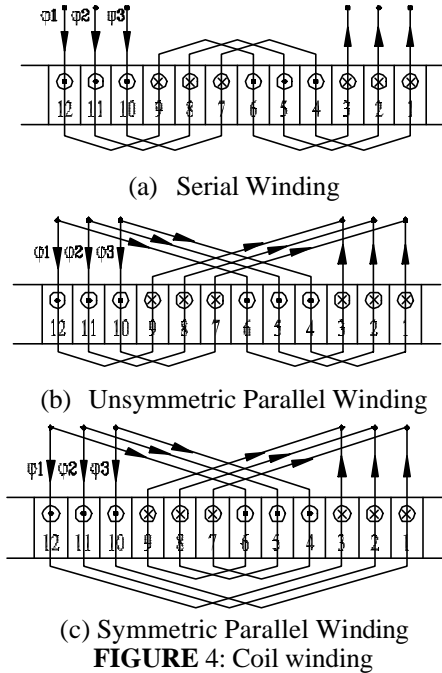 φ1 φ2 φ3
12 11 10 9 8 7 6 5 4 3 2 1
(a) Serial Winding
φ1 φ2 φ3
12 11 10 9 8 7 6 5 4 3 2 1
(b) Unsymmetric Parallel Winding
φ1 φ2 φ3
12 11 10 9 8 7 6 5 4 3 2 1
(c) Symmetric Parallel Winding
FIGURE 4: Coil winding